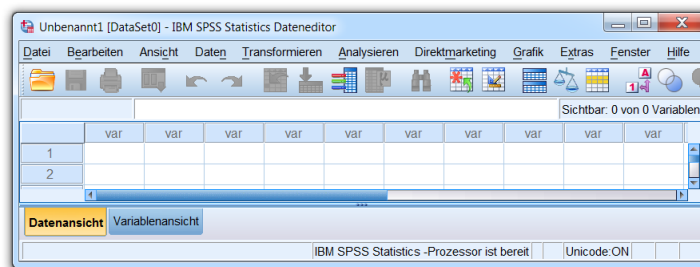 Unbenannt1 [DataSet0] - IBM SPSS Statistics Dateneditor
Datei Bearbeiten Ansicht Daten Transformieren Analysieren Direktmarketing Grafik Extras Fenster Hilfe
Sichtbar: 0 von 0 Variablen
var var var var var var var var var var
1
2
Datenansicht Variablenansicht
IBM SPSS Statistics -Prozessor ist bereit Unicode:ON